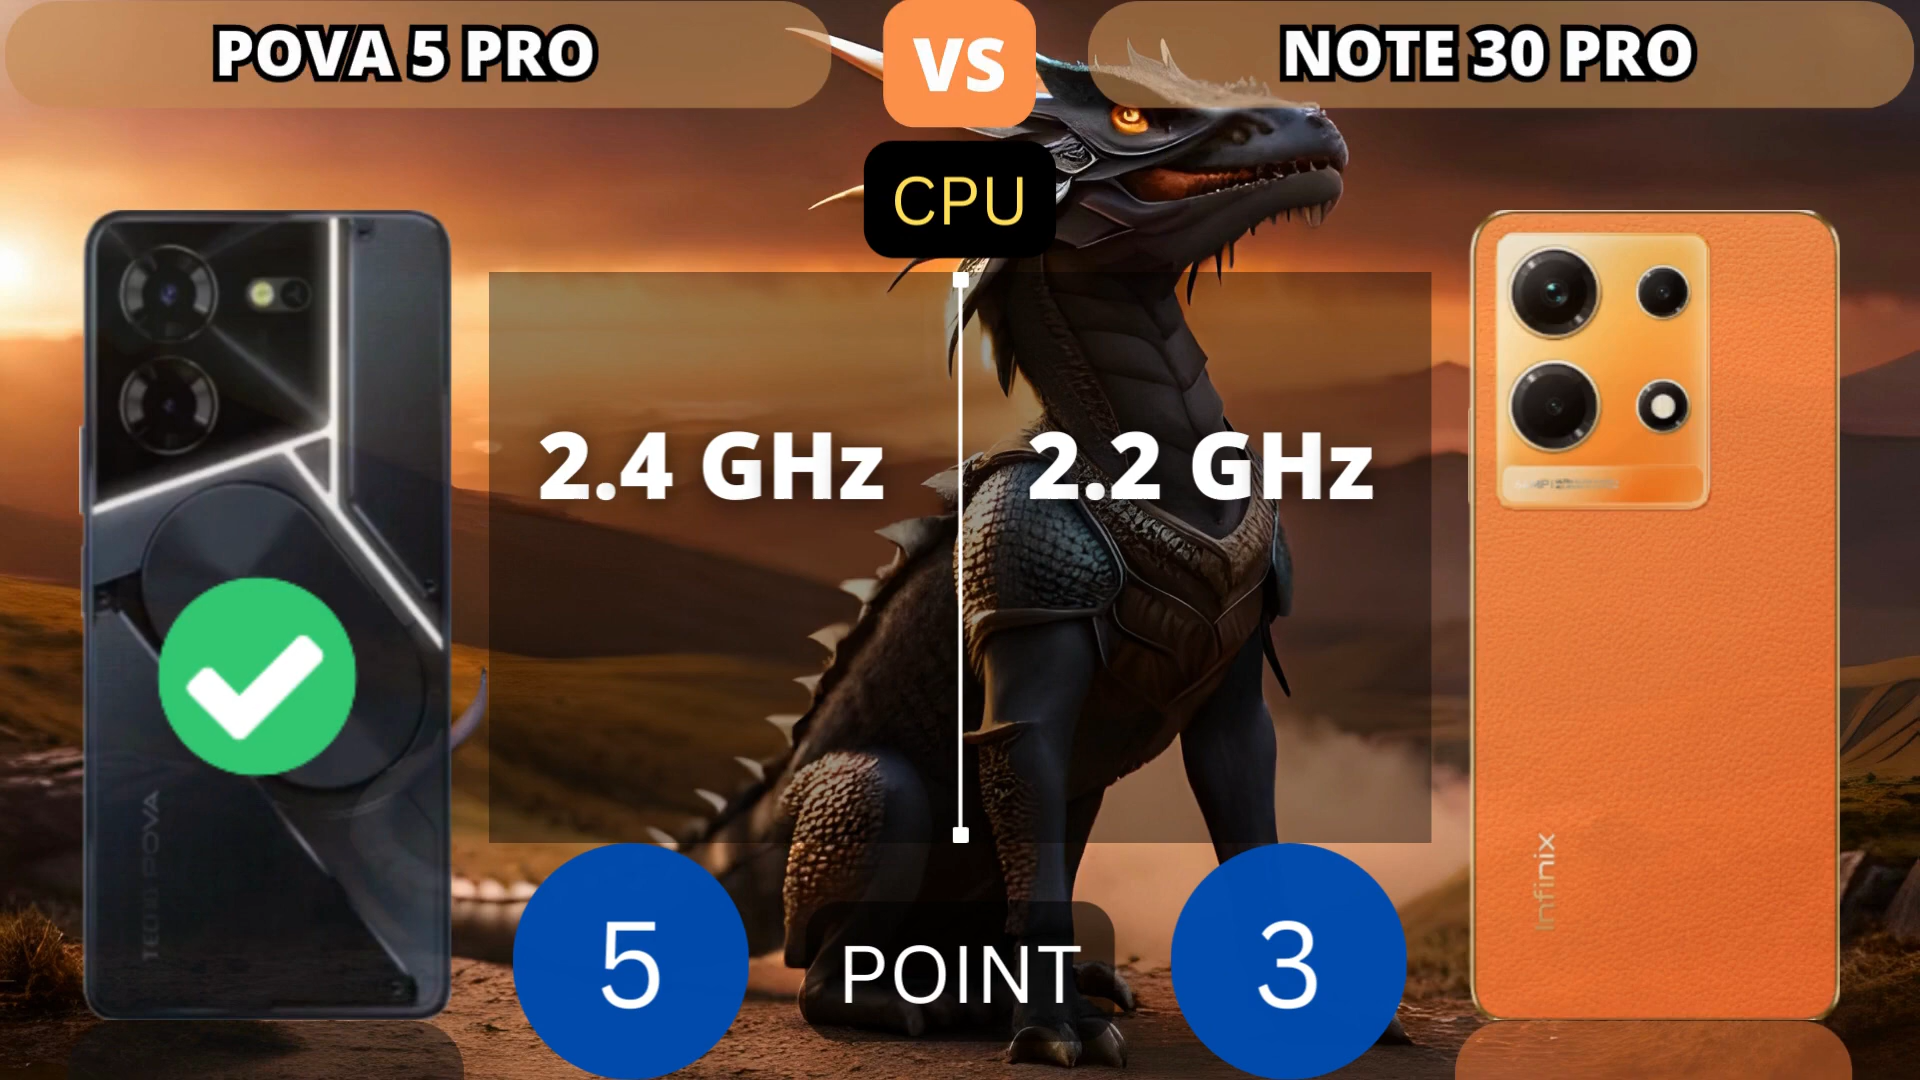 POVA 5 PRO
VS
NOTE 30 PRO
CPU
2.4 GHz
2.2 GHz
TECNO POVA
Infinix
5
POINT
3